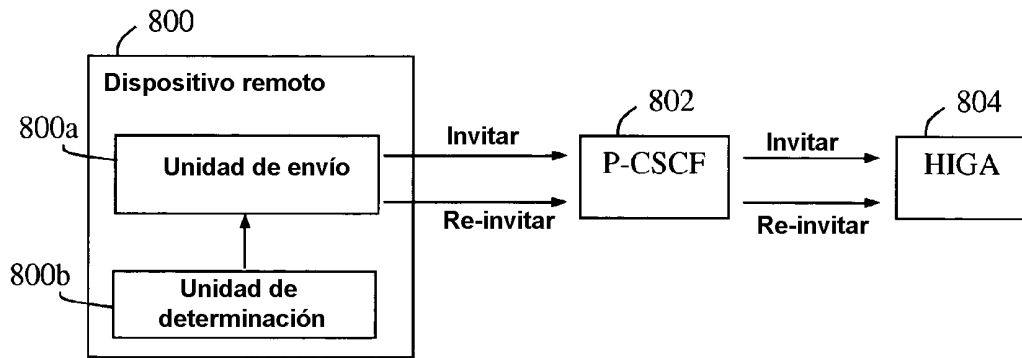 800
Dispositivo remoto
800a
Unidad de envío
Invitar
Re-invitar
802
P-CSCF
Invitar
Re-invitar
804
HIGA
800b
Unidad de
determinación